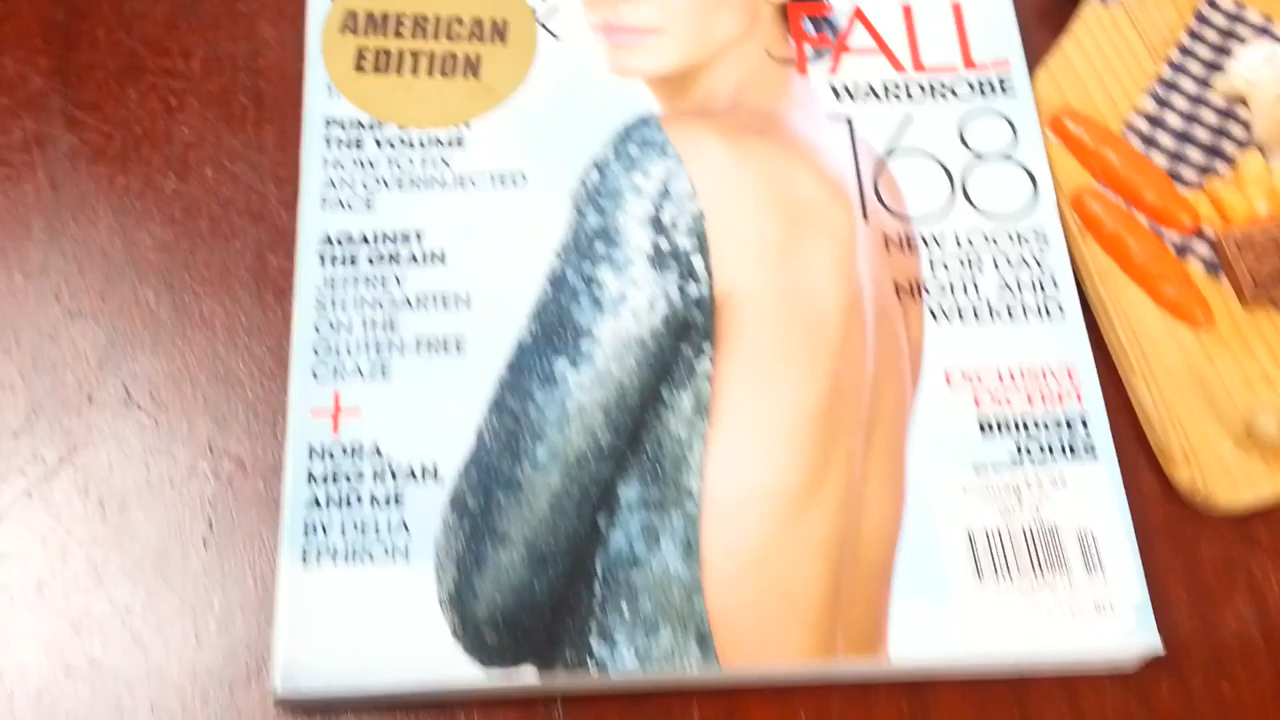 AMERICAN
EDITION
THE VOLUME
HOW TO FIX
AN OVERINJECTED
FACE
AGAINST
THE GRAIN
JEFFREY
STEINGARTEN
ON THE
GLUTEN-FREE
CRAZE
+
NORA,
MEG RYAN,
AND ME
BY DELIA
EPHRON
FALL
WARDROBE
168
NEW LOOKS
FOR DAY,
NIGHT AND
WEEKEND
EXCLUSIVE
EXCERPT
BRIDGET
JONES